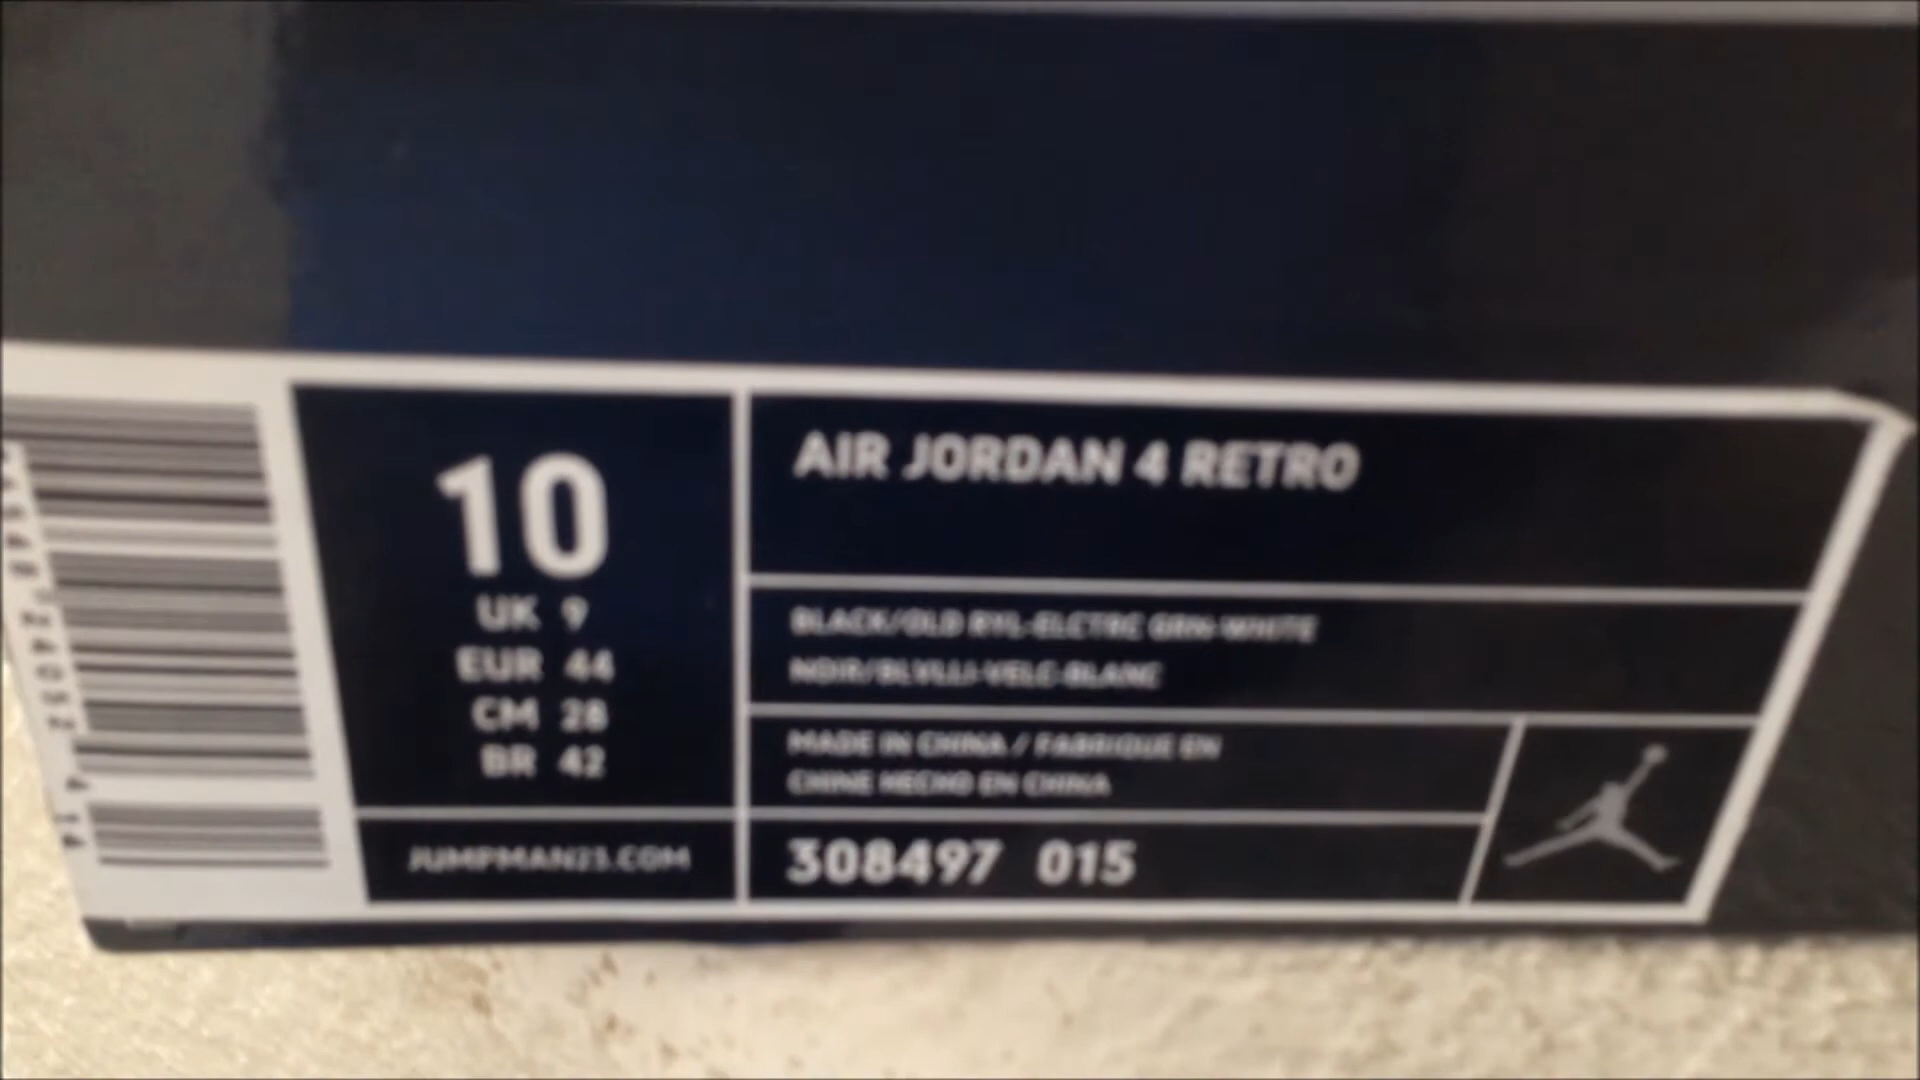 10
UK 9
EUR 44
CM 28
BR 42
JUMPMAN23.COM
AIR JORDAN 4 RETRO
BLACK/OLD RYL-ELCTRC GRN-WHITE
MADE IN CHINA / FABRIQUE EN
CHINE HECHO EN CHINA
308497 015